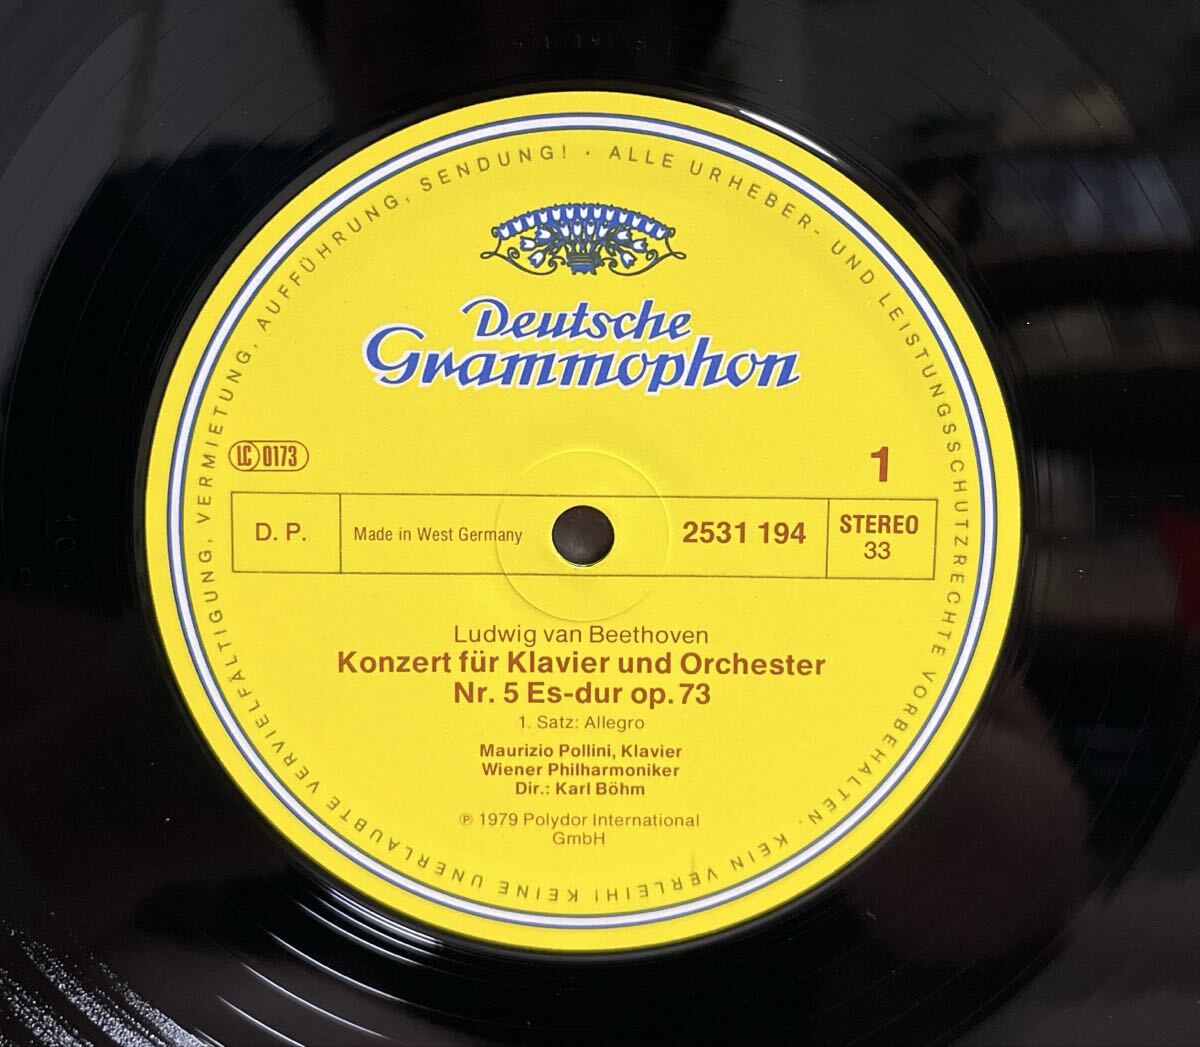 ALLE URHEBER- UND LEISTUNGSSCHUTZRECHTE VORBEHALTEN · KEIN VERLEIH! KEINE UNERLAUBTE VERVIELFÄLTIGUNG, VERMIETUNG, AUFFÜHRUNG, SENDUNG! ·
Deutsche
Grammophon
LC 0173
1
D. P.
Made in West Germany
2531 194
STEREO
33
Ludwig van Beethoven
Konzert für Klavier und Orchester
Nr. 5 Es-dur op. 73
1. Satz: Allegro
Maurizio Pollini, Klavier
Wiener Philharmoniker
Dir.: Karl Böhm
℗ 1979 Polydor International
GmbH